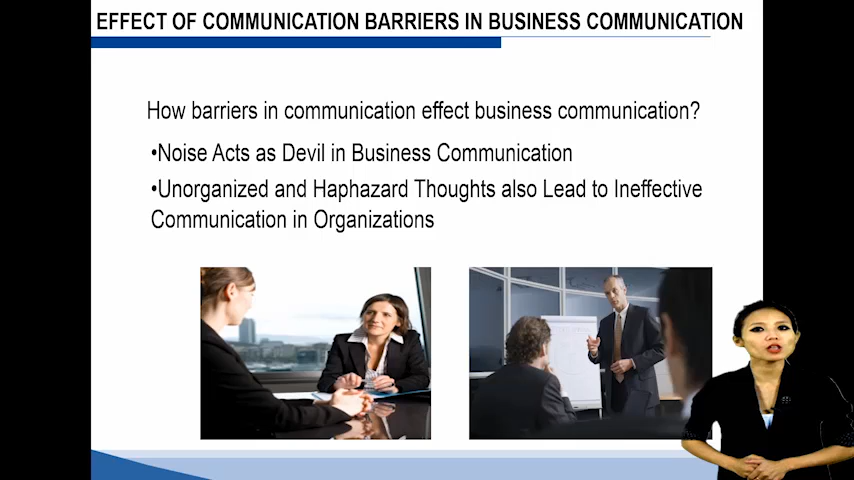 EFFECT OF COMMUNICATION BARRIERS IN BUSINESS COMMUNICATION
How barriers in communication effect business communication?
•Noise Acts as Devil in Business Communication
•Unorganized and Haphazard Thoughts also Lead to Ineffective
Communication in Organizations